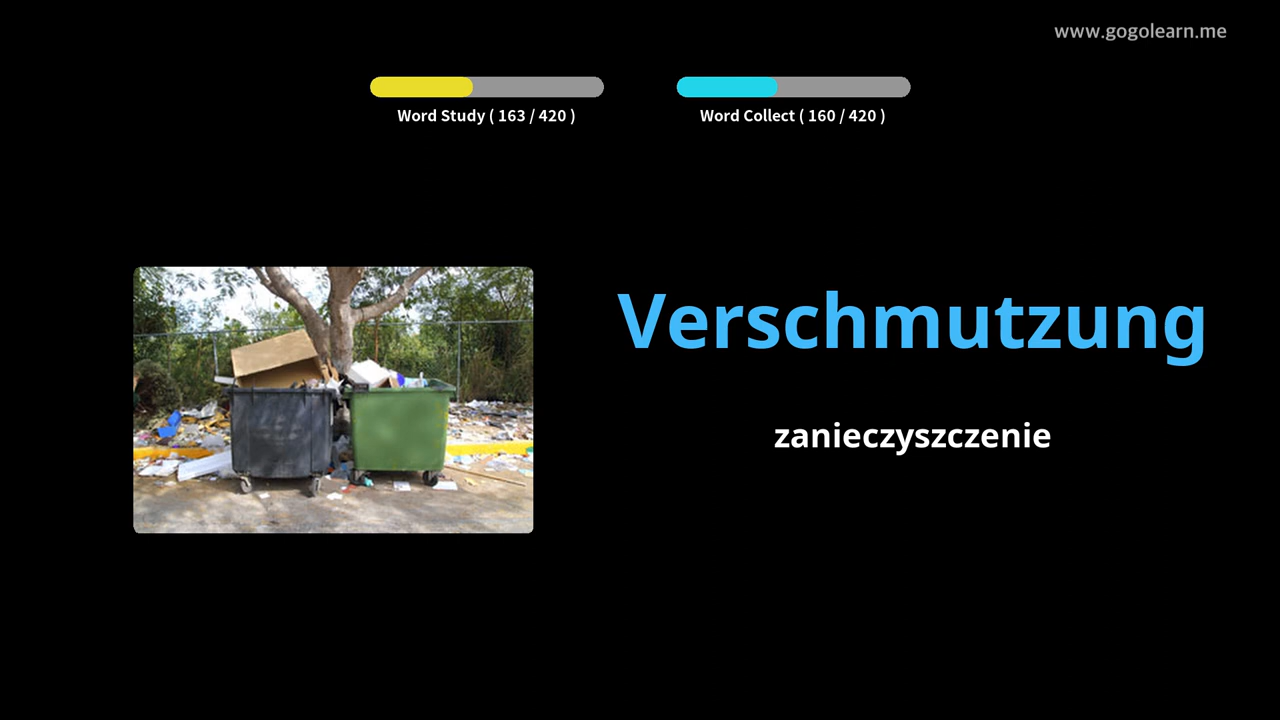 www.gogolearn.me
Word Study ( 163 / 420 )
Word Collect ( 160 / 420 )
Verschmutzung
zanieczyszczenie